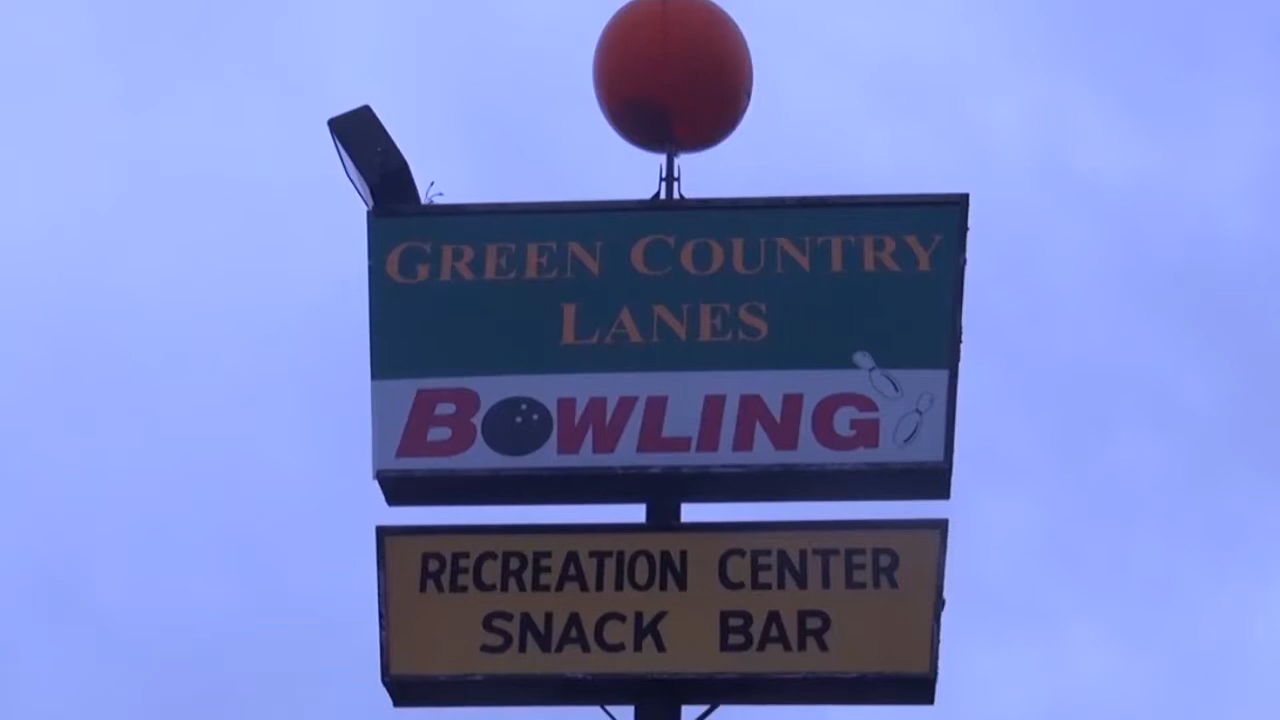 GREEN COUNTRY
LANES
BOWLING
RECREATION CENTER
SNACK BAR